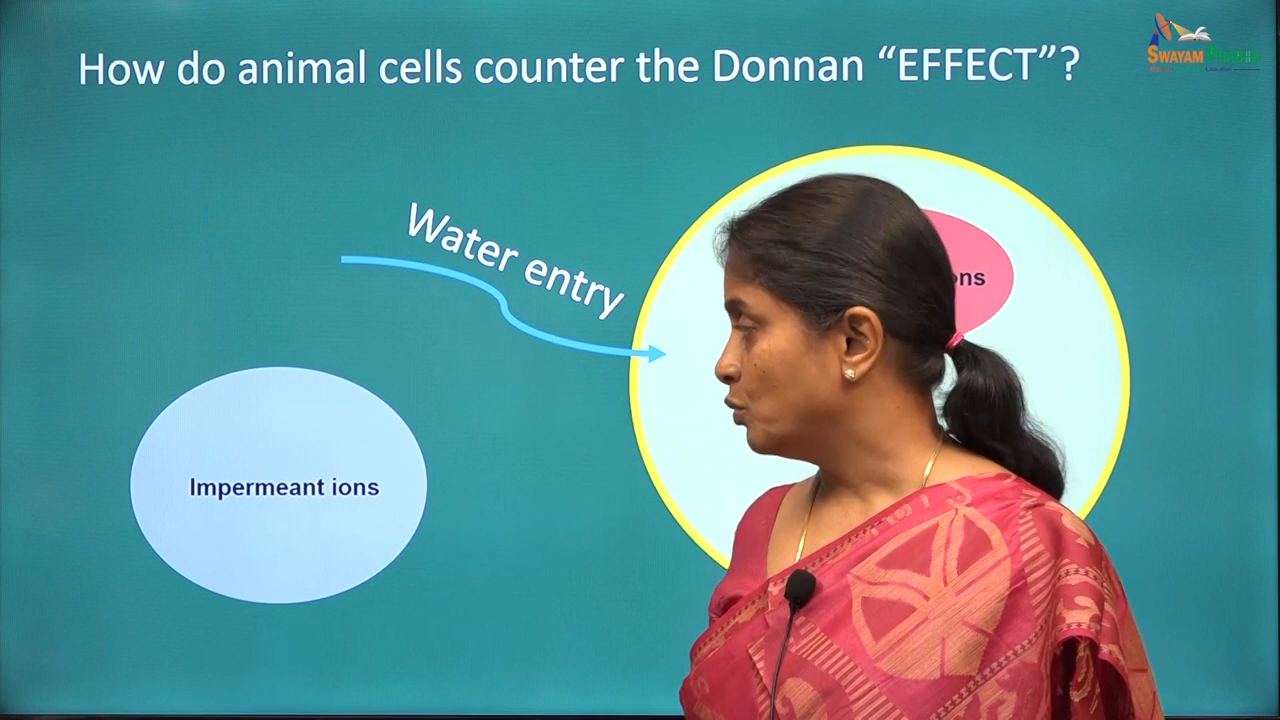 How do animal cells counter the Donnan “EFFECT”?
SWAYAM PRABHA
Water entry
ons
Impermeant ions